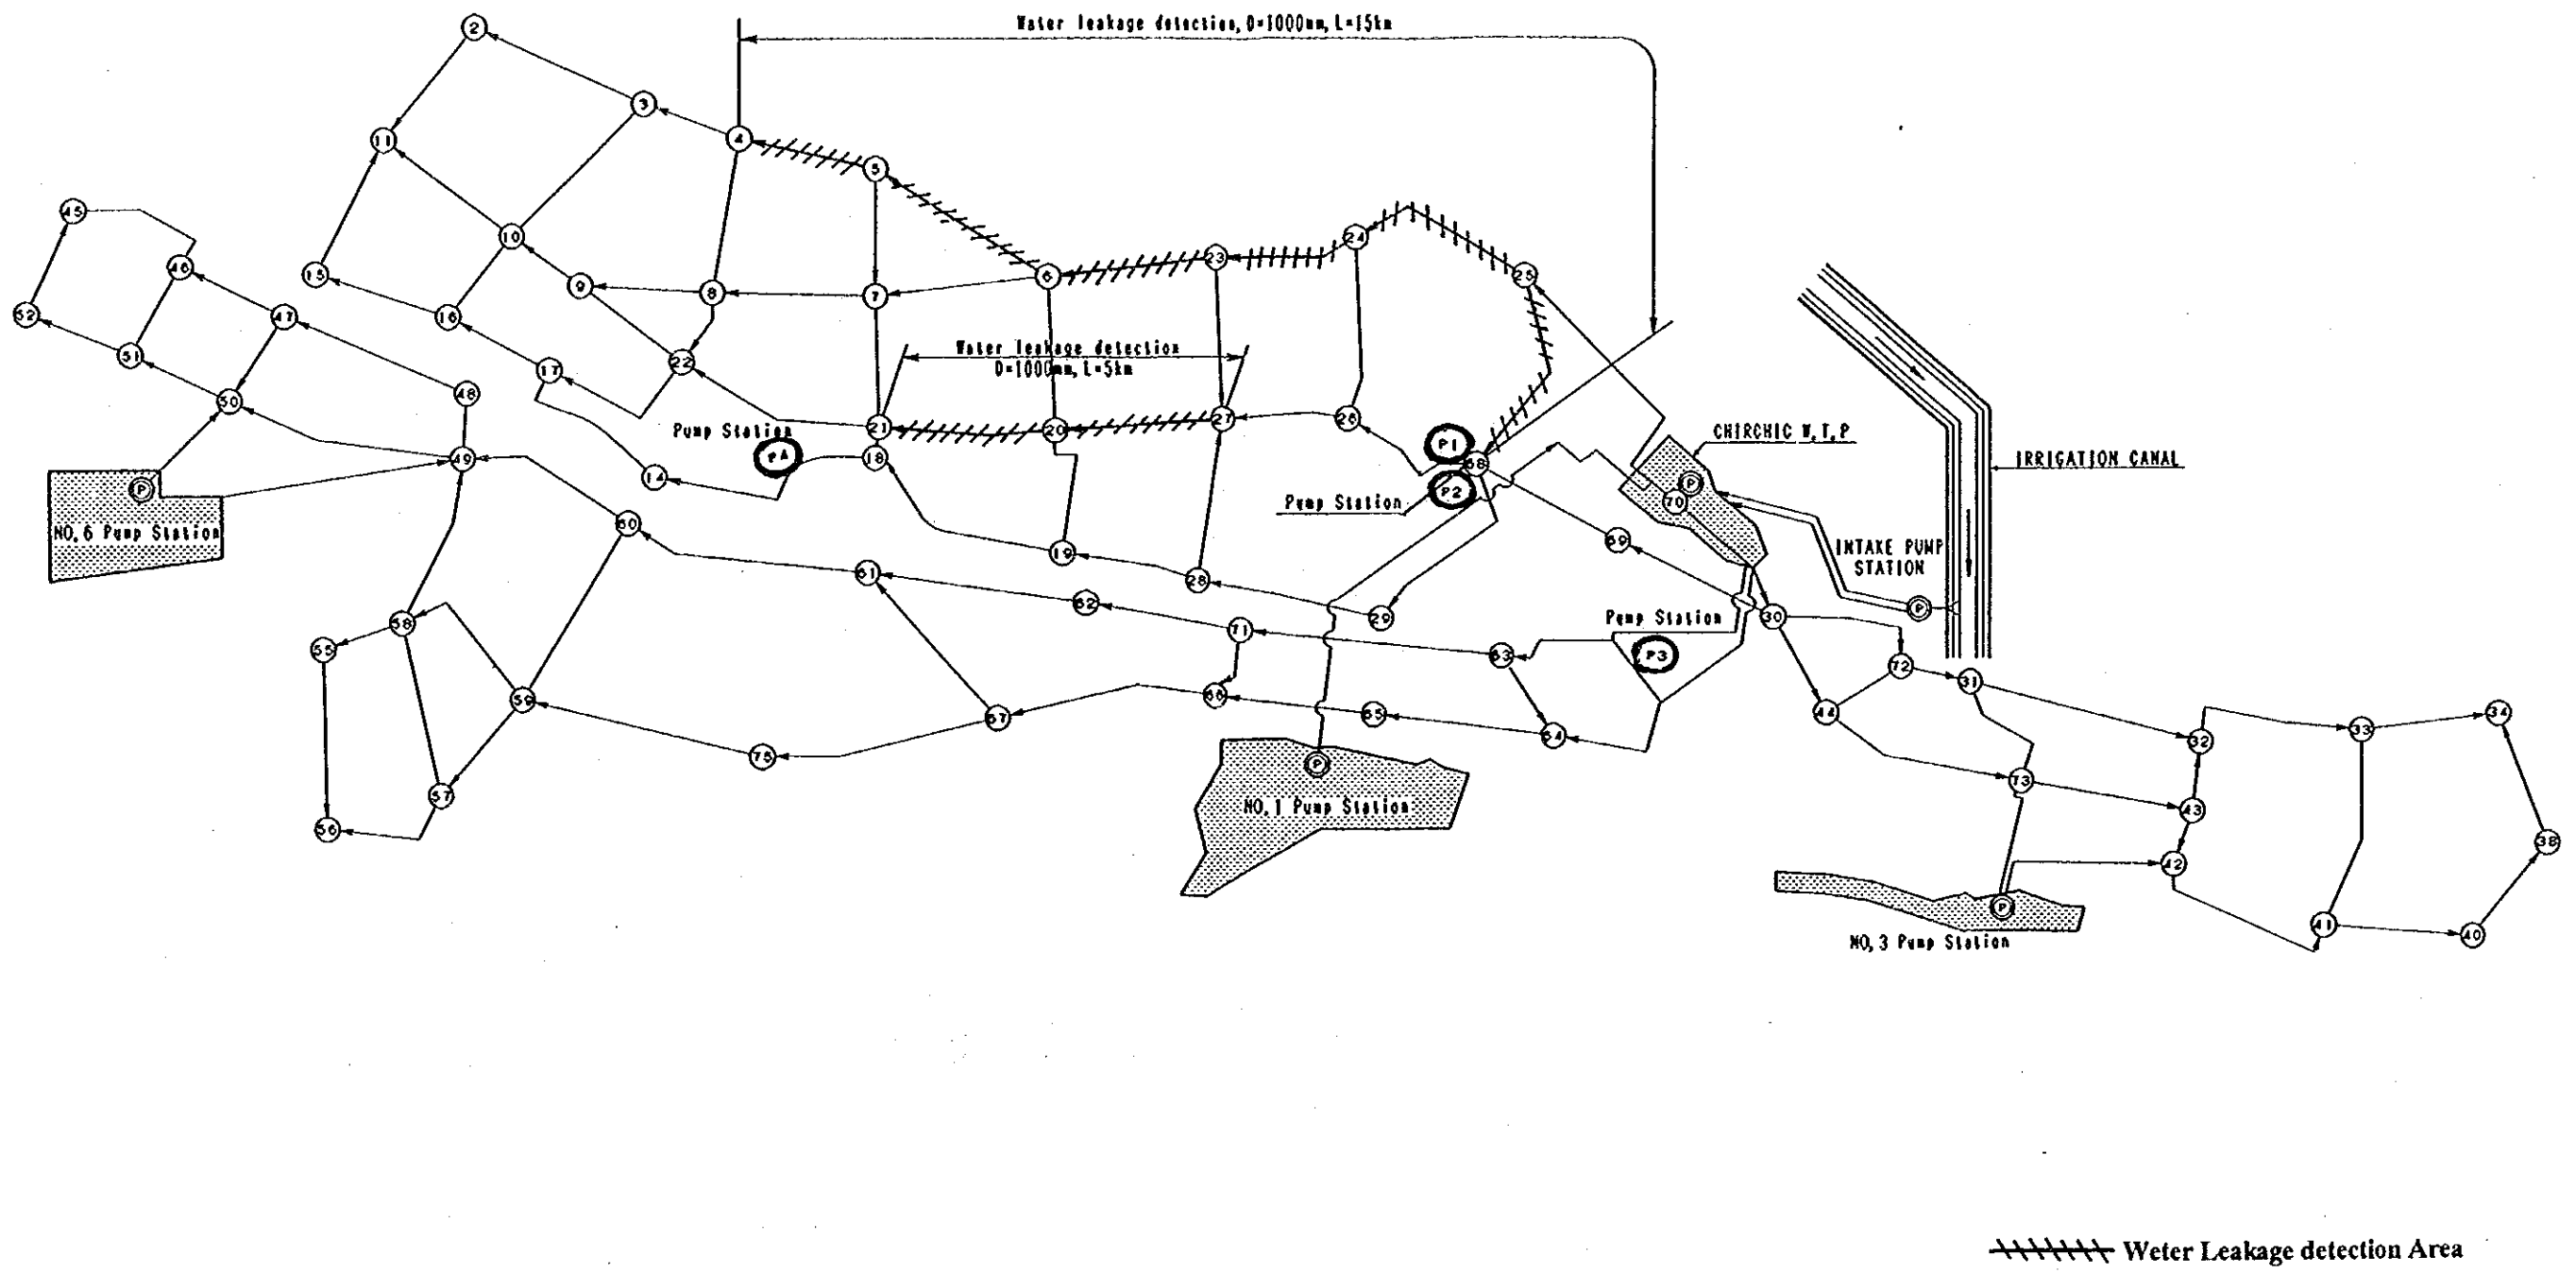 Water leakage detection, D=1000mm, L=15km
2
3
4
11
5
45
10
24
23
46
15
6
25
9
8
7
52
47
16
Water leakage detection
D=1000mm, L=5km
51
17
22
48
50
Pump Station
21
20
27
26
P1
CHIRCHIC W.T.P
49
P4
18
68
IRRIGATION CANAL
14
P
P2
P
Pump Station
70
NO, 6 Pump Station
60
69
INTAKE PUMP
STATION
19
61
28
62
29
P
30
Pump Station
58
71
55
63
P3
72
66
31
59
67
65
44
34
64
33
32
75
P
73
57
NO, 1 Pump Station
43
56
38
42
P
41
40
NO, 3 Pump Station
Weter Leakage detection Area